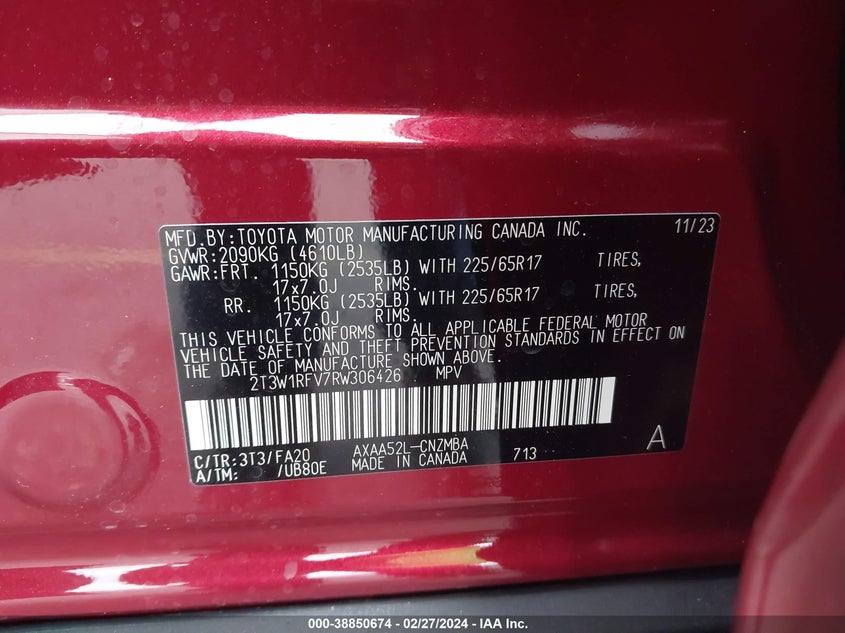 MFD.BY:TOYOTA MOTOR MANUFACTURING CANADA INC. 11/23
GVWR:2090KG (4610LB)
GAWR:FRT. 1150KG (2535LB) WITH 225/65R17 TIRES,
17x7.0J RIMS.
RR. 1150KG (2535LB) WITH 225/65R17 TIRES,
17x7.0J RIMS.
THIS VEHICLE CONFORMS TO ALL APPLICABLE FEDERAL MOTOR
VEHICLE SAFETY AND THEFT PREVENTION STANDARDS IN EFFECT ON
THE DATE OF MANUFACTURE SHOWN ABOVE.
2T3W1RFV7RW306426 MPV
C/TR:3T3/FA20 AXAA52L-CNZMBA 713 A
A/TM: /UB80E MADE IN CANADA
000-38850674 / 02/27/2024 / IAA Inc.